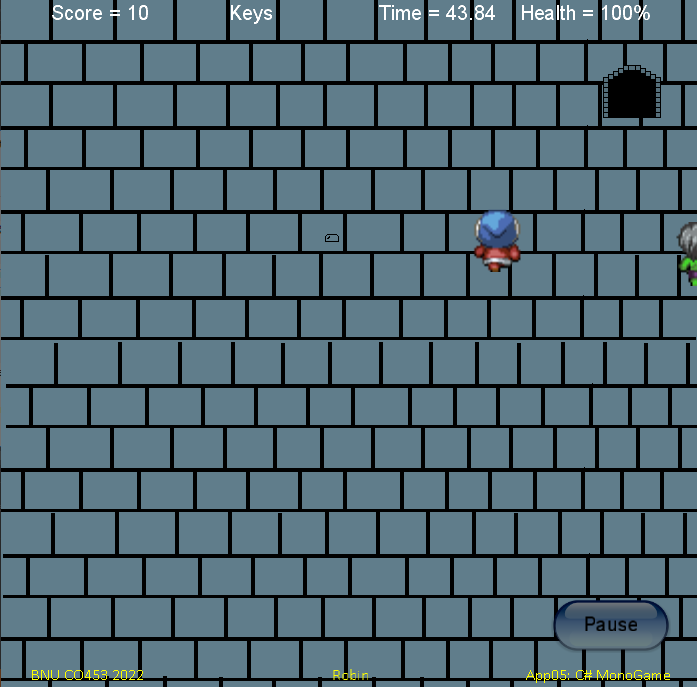 Score = 10 Keys Time = 43.84 Health = 100%
Pause
BNU CO453 2022 Robin App05: C# MonoGame